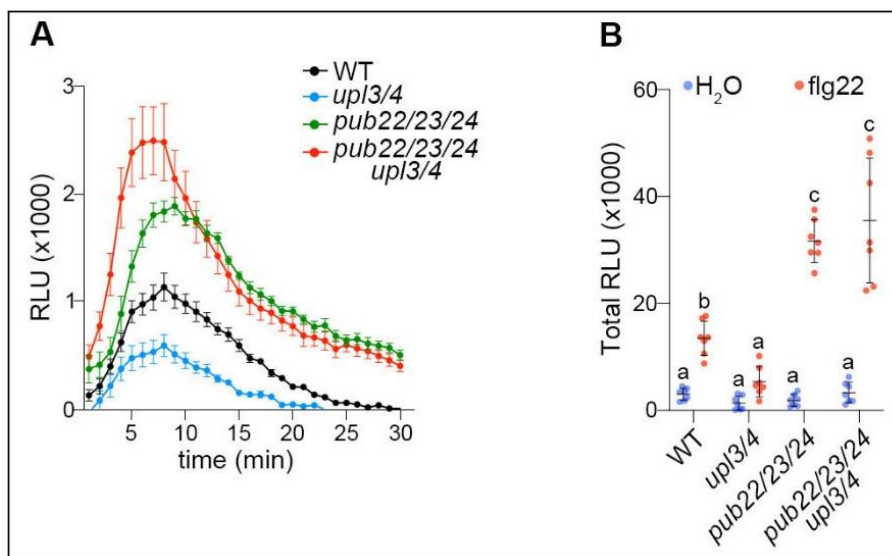 A
WT
upl3/4
pub22/23/24
pub22/23/24
upl3/4
3
2
1
0
RLU (x1000)
5 10 15 20 25 30
time (min)
B
H₂O flg22
60
40
20
0
Total RLU (x1000)
a b a a a c a c
WT
upl3/4
pub22/23/24
pub22/23/24
upl3/4